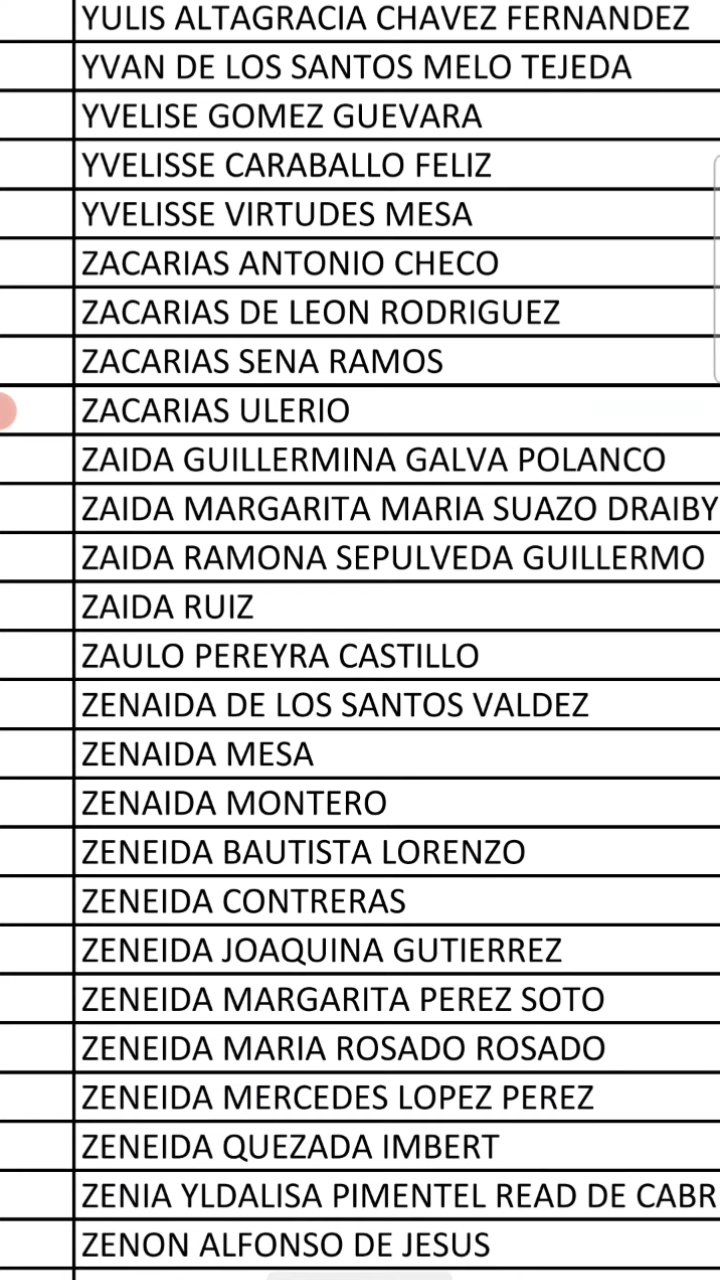 YULIS ALTAGRACIA CHAVEZ FERNANDEZ
YVAN DE LOS SANTOS MELO TEJEDA
YVELISE GOMEZ GUEVARA
YVELISSE CARABALLO FELIZ
YVELISSE VIRTUDES MESA
ZACARIAS ANTONIO CHECO
ZACARIAS DE LEON RODRIGUEZ
ZACARIAS SENA RAMOS
ZACARIAS ULERIO
ZAIDA GUILLERMINA GALVA POLANCO
ZAIDA MARGARITA MARIA SUAZO DRAIBY
ZAIDA RAMONA SEPULVEDA GUILLERMO
ZAIDA RUIZ
ZAULO PEREYRA CASTILLO
ZENAIDA DE LOS SANTOS VALDEZ
ZENAIDA MESA
ZENAIDA MONTERO
ZENEIDA BAUTISTA LORENZO
ZENEIDA CONTRERAS
ZENEIDA JOAQUINA GUTIERREZ
ZENEIDA MARGARITA PEREZ SOTO
ZENEIDA MARIA ROSADO ROSADO
ZENEIDA MERCEDES LOPEZ PEREZ
ZENEIDA QUEZADA IMBERT
ZENIA YLDALISA PIMENTEL READ DE CABR
ZENON ALFONSO DE JESUS